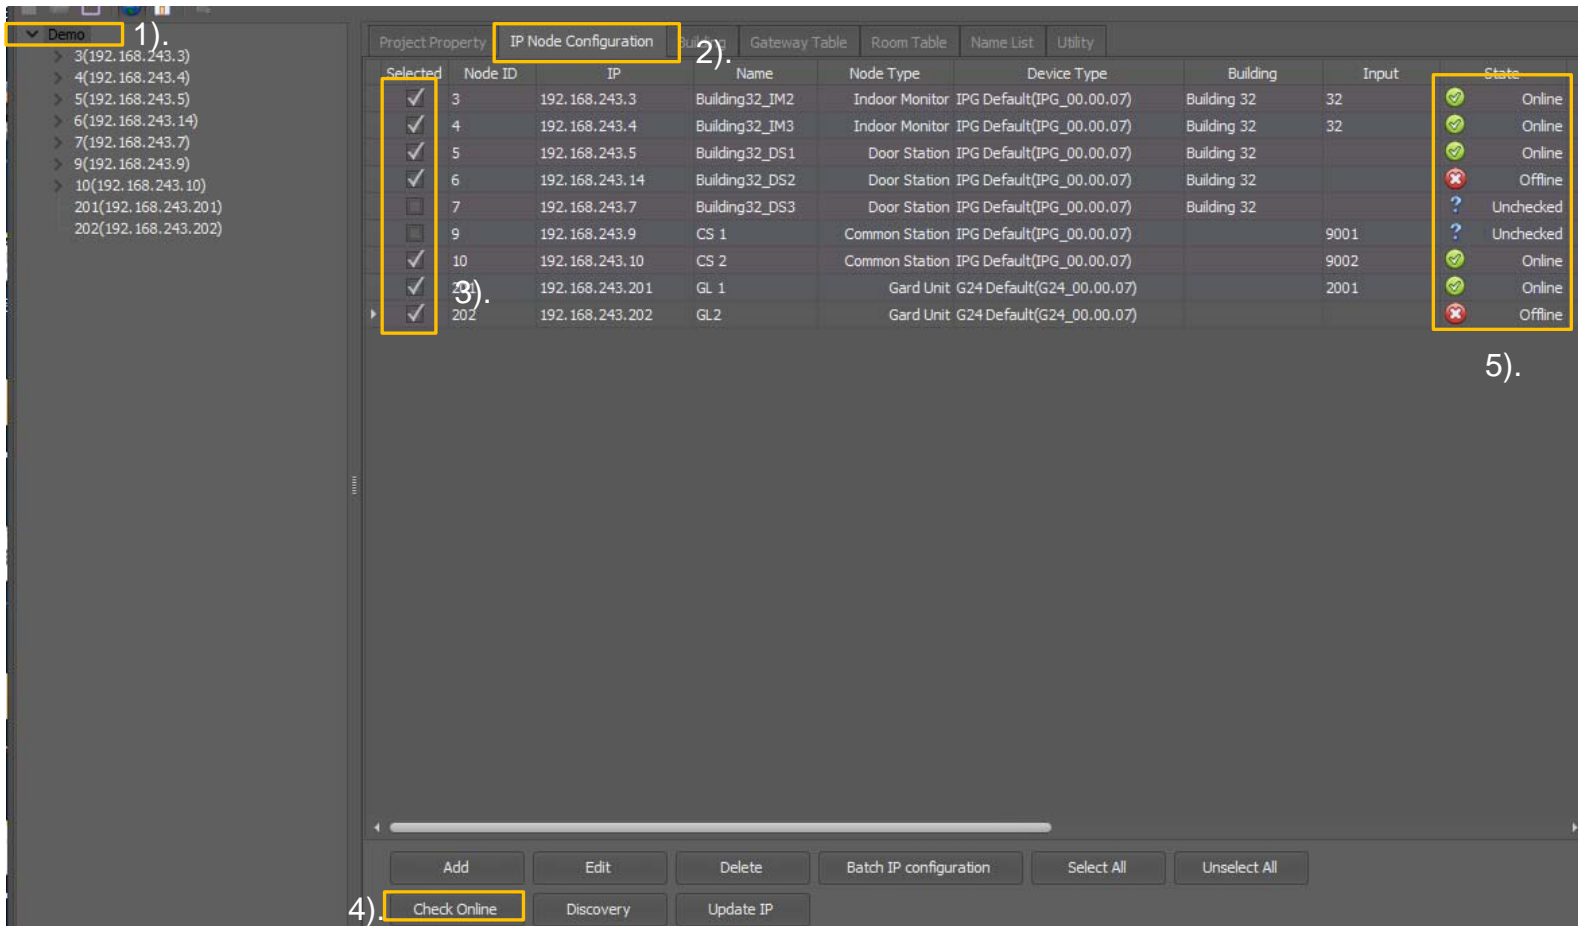 Demo 1).
3(192.168.243.3)
4(192.168.243.4)
5(192.168.243.5)
6(192.168.243.14)
7(192.168.243.7)
9(192.168.243.9)
10(192.168.243.10)
201(192.168.243.201)
202(192.168.243.202)
Project Property IP Node Configuration 2). Gateway Table Room Table Name List Utility
Selected Node ID IP Name Node Type Device Type Building Input State
3 192.168.243.3 Building32_IM2 Indoor Monitor IPG Default(IPG_00.00.07) Building 32 32 Online
4 192.168.243.4 Building32_IM3 Indoor Monitor IPG Default(IPG_00.00.07) Building 32 32 Online
5 192.168.243.5 Building32_DS1 Door Station IPG Default(IPG_00.00.07) Building 32 Online
6 192.168.243.14 Building32_DS2 Door Station IPG Default(IPG_00.00.07) Building 32 Offline
7 192.168.243.7 Building32_DS3 Door Station IPG Default(IPG_00.00.07) Building 32 ? Unchecked
9 192.168.243.9 CS 1 Common Station IPG Default(IPG_00.00.07) 9001 ? Unchecked
10 192.168.243.10 CS 2 Common Station IPG Default(IPG_00.00.07) 9002 Online
3). 192.168.243.201 GL 1 Gard Unit G24 Default(G24_00.00.07) 2001 Online
202 192.168.243.202 GL2 Gard Unit G24 Default(G24_00.00.07) Offline
5).
Add Edit Delete Batch IP configuration Select All Unselect All
4). Check Online Discovery Update IP